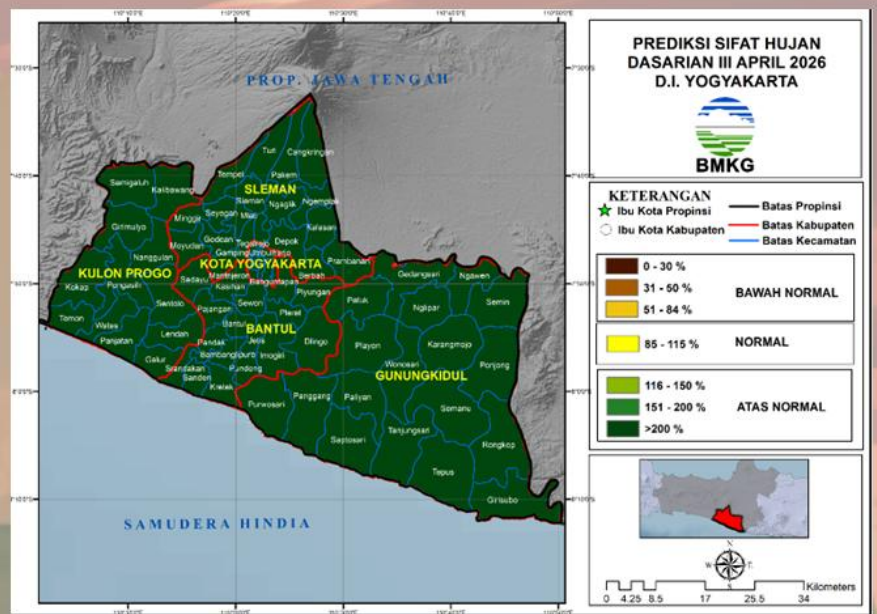 PREDIKSI SIFAT HUJAN
DASARIAN III APRIL 2026
D.I. YOGYAKARTA
BMKG
KETERANGAN
Ibu Kota Propinsi
Ibu Kota Kabupaten
Batas Propinsi
Batas Kabupaten
Batas Kecamatan
0 - 30 %
31 - 50 %
51 - 84 %
BAWAH NORMAL
85 - 115 %
NORMAL
116 - 150 %
151 - 200 %
>200 %
ATAS NORMAL
N
W
S
Kilometers
0 4.25 8.5 17 25.5 34
PROP. JAWA TENGAH
Turi
Cangkringan
Tempel
Pakem
Samigaluh
Kalibawang
SLEMAN
Sleman
Ngaglik
Ngemplak
Minggir
Seyegan
Mlati
Girimulyo
Kalasan
Moyudan
Godean
Depok
Gamping
Nanggulan
KOTA YOGYAKARTA
Prambanan
KULON PROGO
Mantrijeron
Berbah
Gedangsari
Ngawen
Sedayu
Kasihan
Banguntapan
Kokap
Pengasih
Piyungan
Patuk
Semin
Sentolo
Pajangan
Sewon
Nglipar
Temon
Wates
Bantul
Pleret
Panjatan
Lendah
BANTUL
Pandak
Jetis
Playen
Karangmojo
Galur
Bambanglipuro
Imogiri
Dlingo
Wonosari
Ponjong
Srandakan
Pundong
Sanden
GUNUNGKIDUL
Kretek
Purwosari
Panggang
Paliyan
Semanu
Tanjungsari
Saptosari
Rongkop
Tepus
Girisubo
SAMUDERA HINDIA